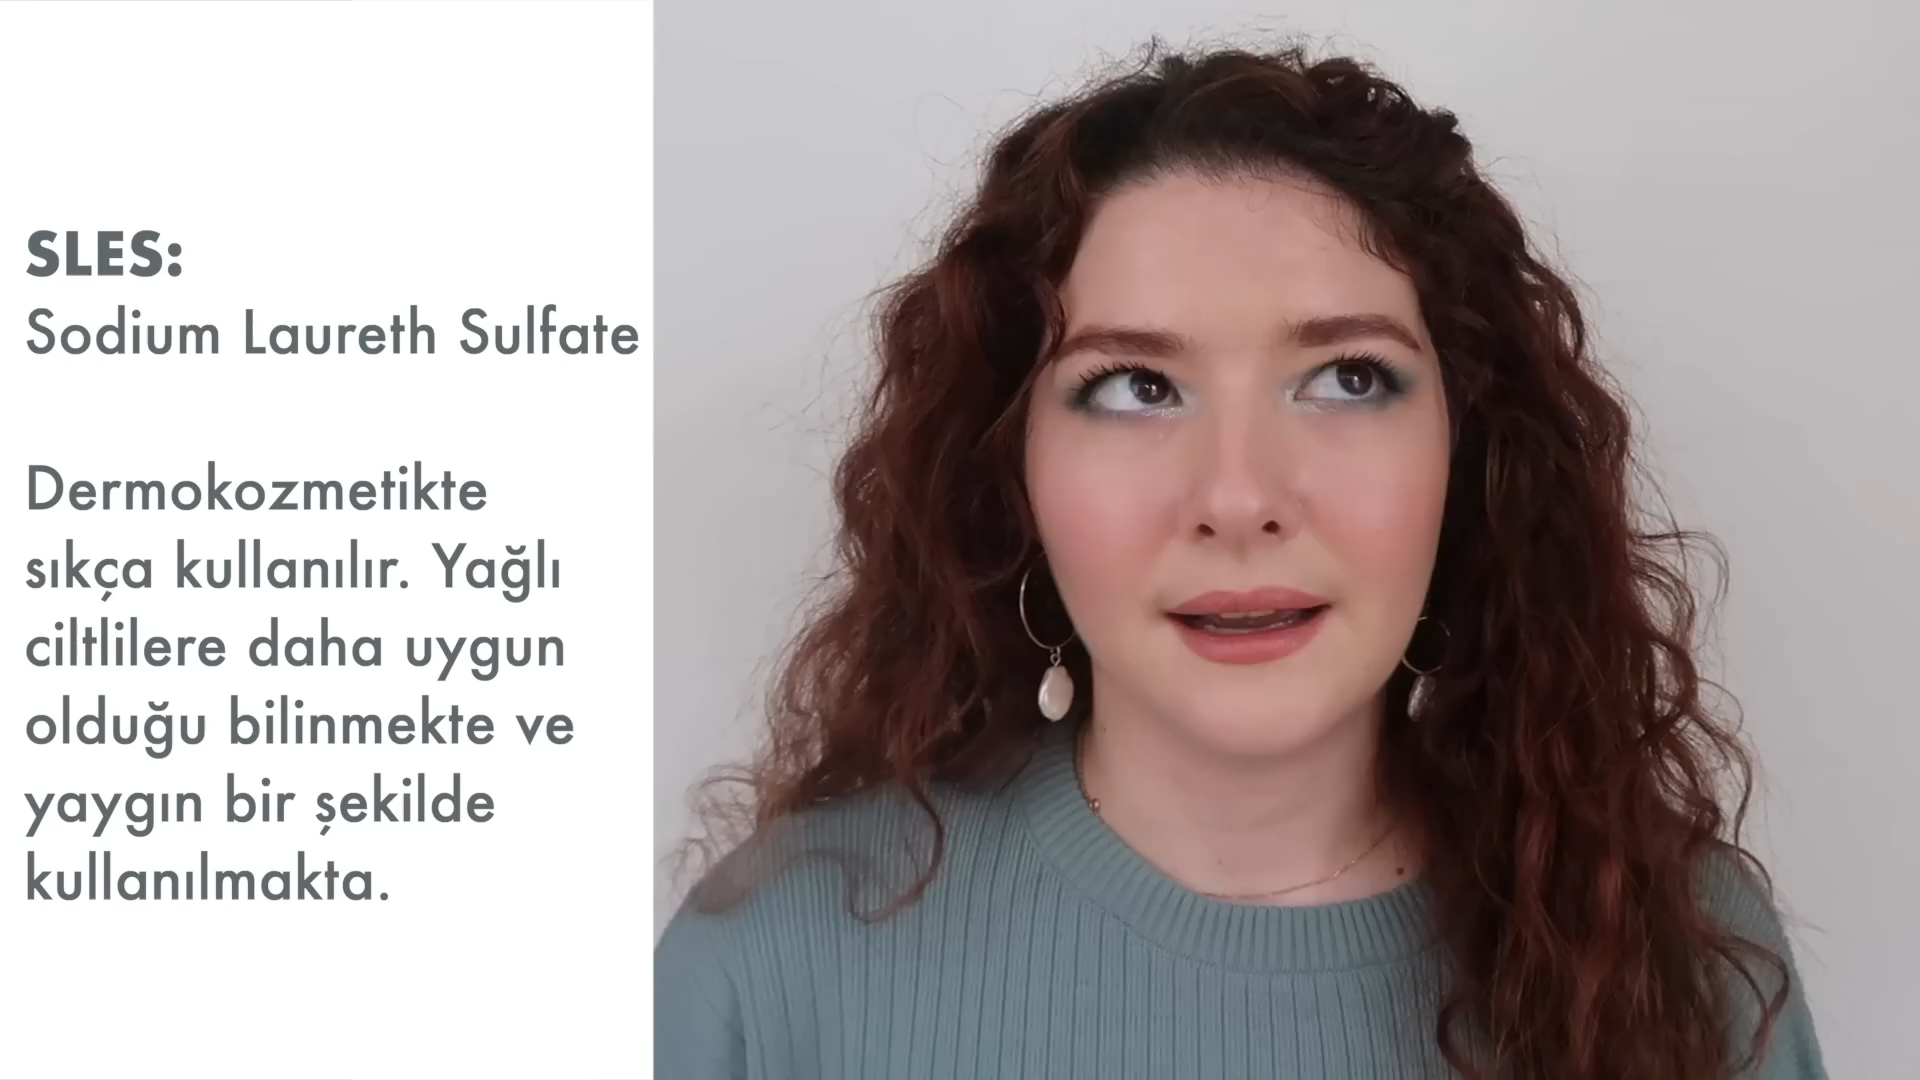 SLES:
Sodium Laureth Sulfate
Dermokozmetikte
sıkça kullanılır. Yağlı
ciltlilere daha uygun
olduğu bilinmekte ve
yaygın bir şekilde
kullanılmakta.